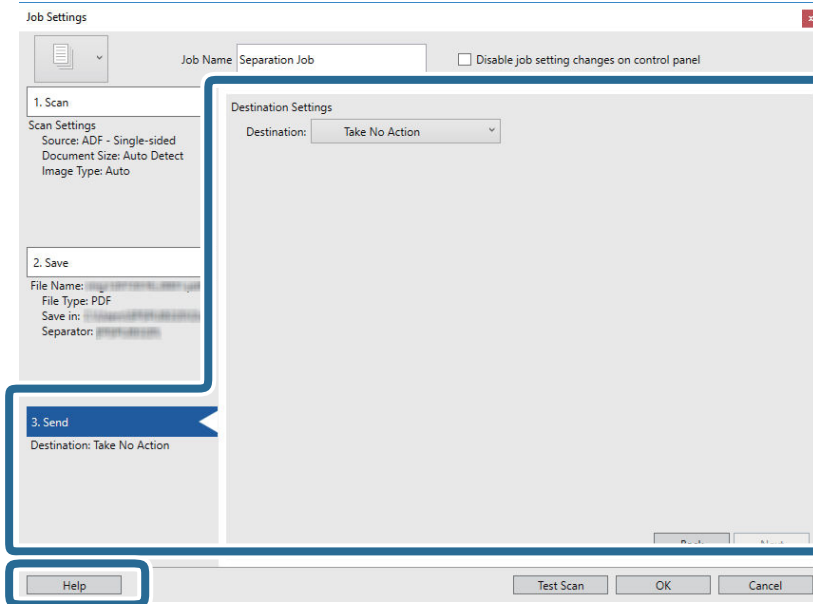 Job Settings
Job Name Separation Job Disable job setting changes on control panel
1. Scan
Scan Settings
Source: ADF - Single-sided
Document Size: Auto Detect
Image Type: Auto
Destination Settings
Destination: Take No Action
2. Save
File Name:
File Type: PDF
Save in:
Separator:
3. Send
Destination: Take No Action
Back Next
Help Test Scan OK Cancel